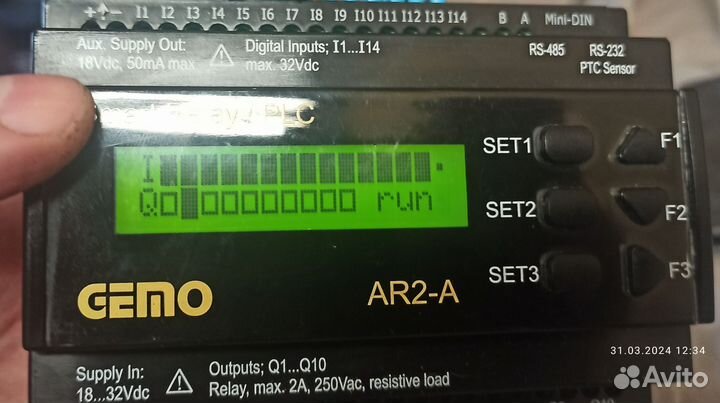 I1 I2 I3 I4 I5 I6 I7 I8 I9 I10 I11 I12 I13 I14 B A Mini-DIN
Aux. Supply Out:
18Vdc, 50mA max
Digital Inputs; I1...I14
max. 32Vdc
RS-485
RS-232
PTC Sensor
PLC
SET1
F1
I
Q run
SET2
F2
SET3
F3
GEMO
AR2-A
Supply In:
18...32Vdc
Outputs; Q1...Q10
Relay, max. 2A, 250Vac, resistive load
31.03.2024 12:34
Avito